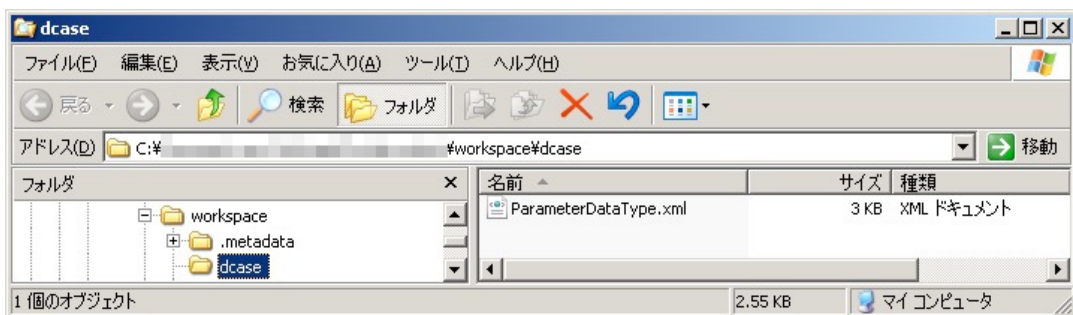 dcase
ファイル(F) 編集(E) 表示(V) お気に入り(A) ツール(T) ヘルプ(H)
戻る 検索 フォルダ
アドレス(D) C:¥ ¥workspace¥dcase 移動
フォルダ × 名前 サイズ 種類
workspace
ParameterDataType.xml 3 KB XML ドキュメント
.metadata
dcase
1 個のオブジェクト 2.55 KB マイ コンピュータ